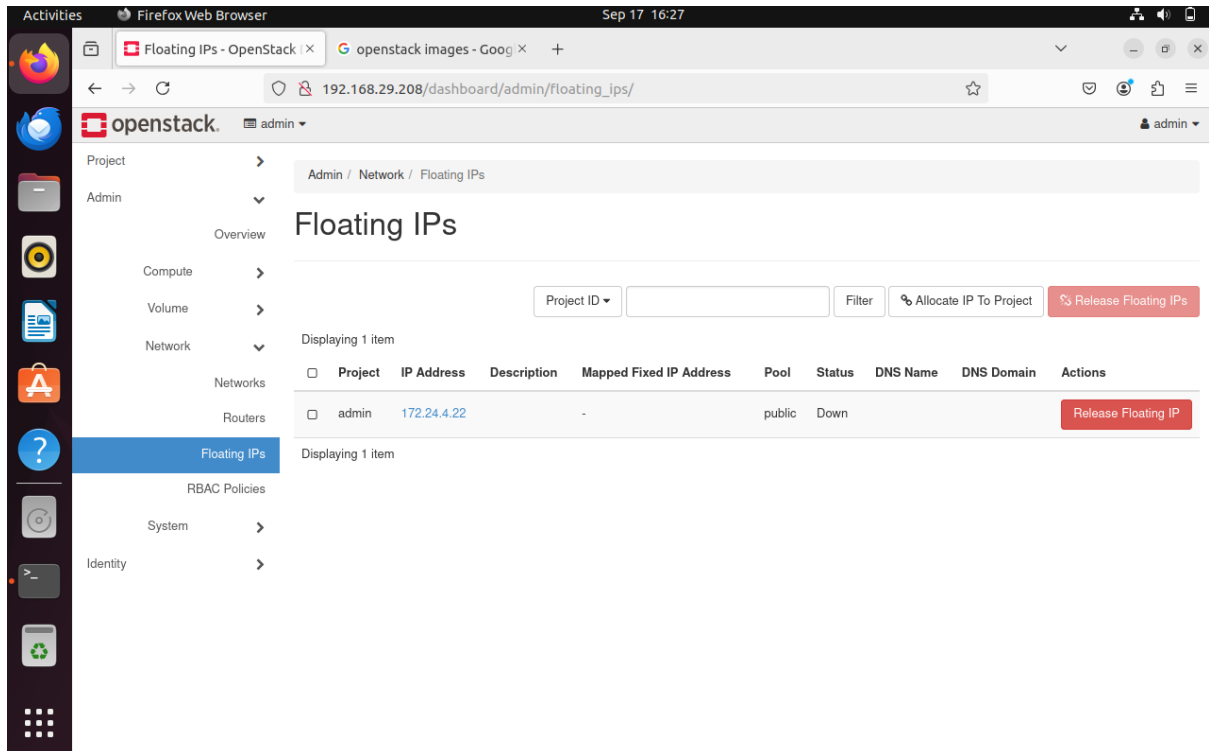 Activities Firefox Web Browser Sep 17 16:27
Floating IPs - OpenStack openstack images - Goog
192.168.29.208/dashboard/admin/floating_ips/
openstack. admin admin
Project
Admin
Overview
Compute
Volume
Network
Networks
Routers
Floating IPs
RBAC Policies
System
Identity
Admin / Network / Floating IPs
Floating IPs
Project ID Filter Allocate IP To Project Release Floating IPs
Displaying 1 item
Project IP Address Description Mapped Fixed IP Address Pool Status DNS Name DNS Domain Actions
admin 172.24.4.22 - public Down Release Floating IP
Displaying 1 item